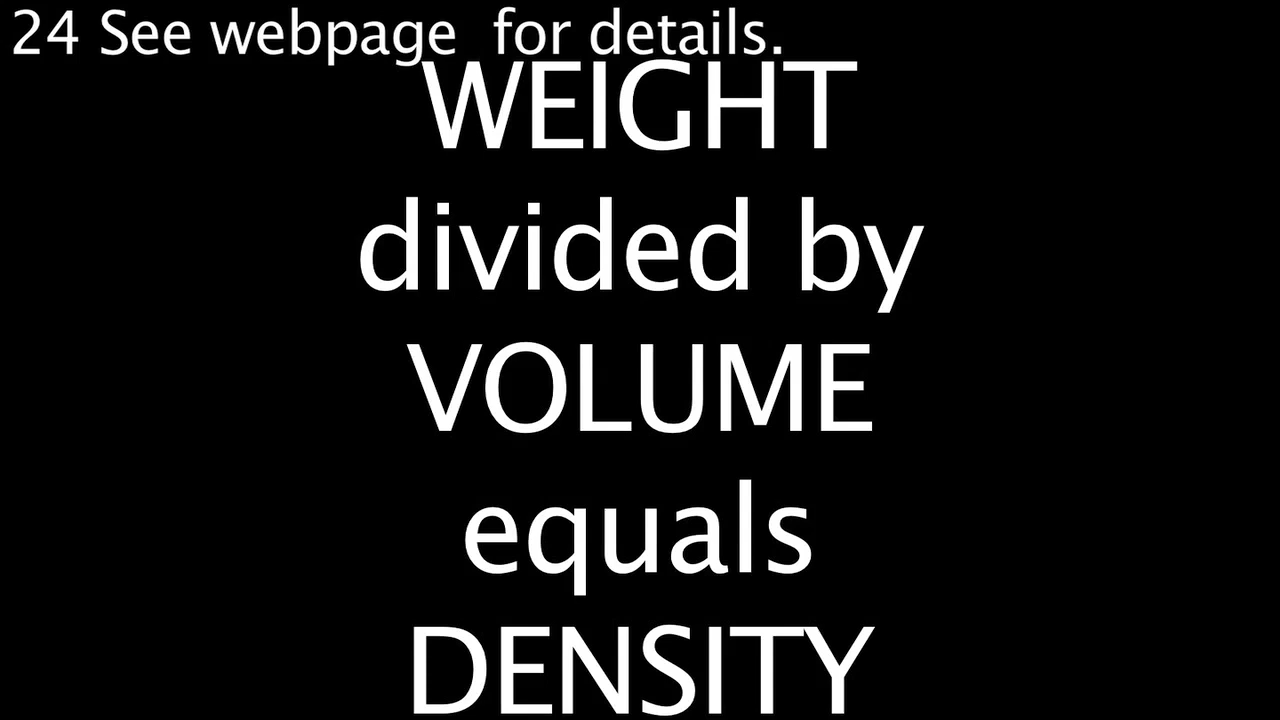 24 See webpage  for details.
WEIGHT
divided by
VOLUME
equals
DENSITY